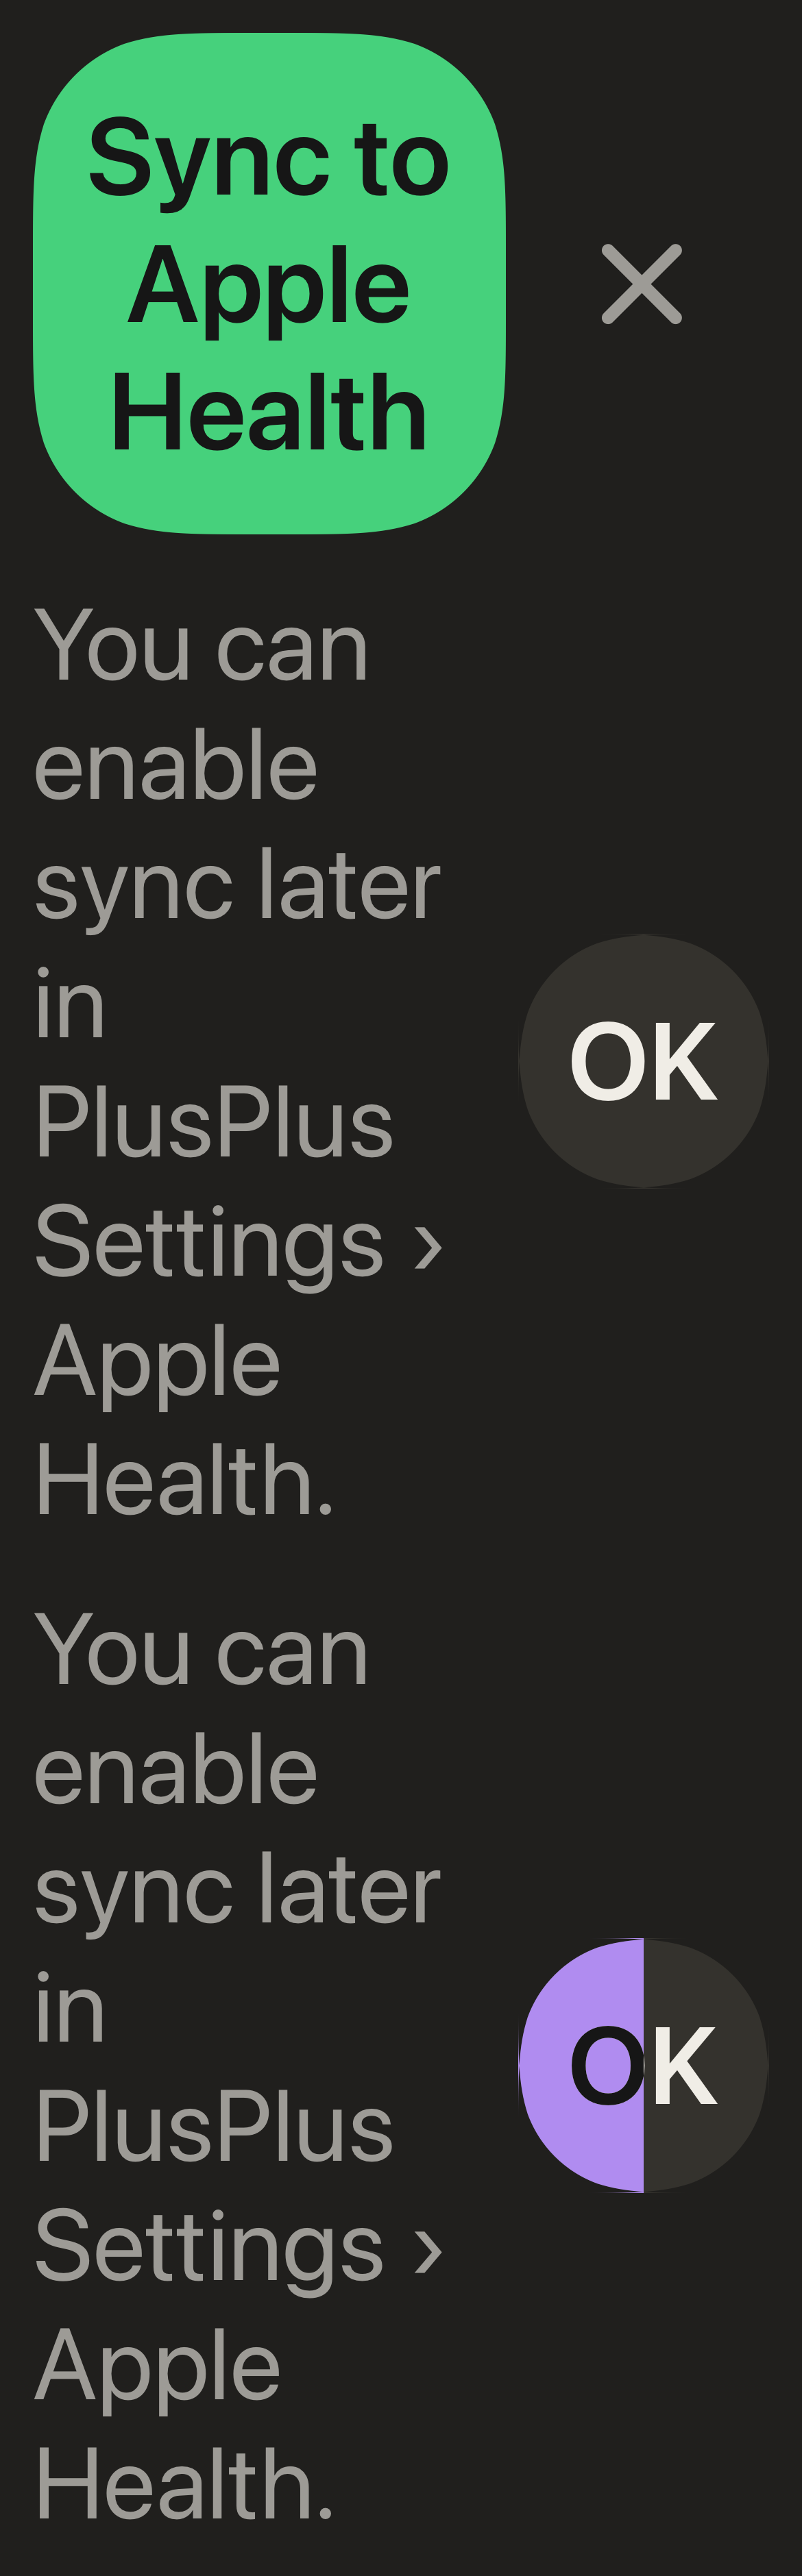 Sync to
Apple
Health
You can
enable
sync later
in
PlusPlus
Settings ›
Apple
Health.
OK
You can
enable
sync later
in
PlusPlus
Settings ›
Apple
Health.
OK